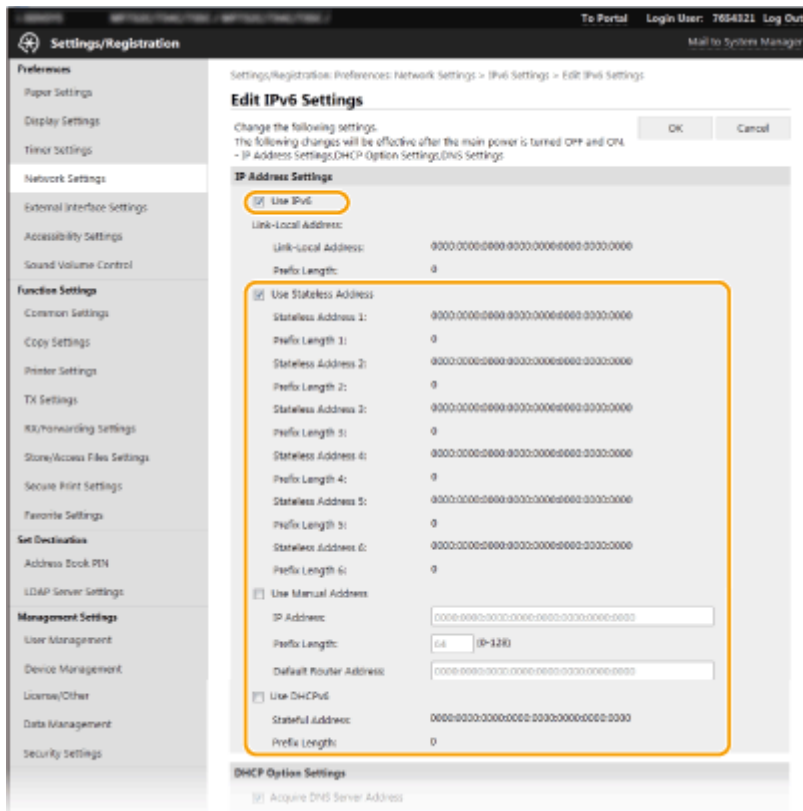 To Portal Login User: 7654321 Log Out
Settings/Registration
Mail to System Manager
Preferences
Paper Settings
Display Settings
Timer Settings
Network Settings
External Interface Settings
Accessibility Settings
Sound Volume Control
Function Settings
Common Settings
Copy Settings
Printer Settings
TX Settings
RX/Forwarding Settings
Store/Access Files Settings
Secure Print Settings
Favorite Settings
Set Destination
Address Book PIN
LDAP Server Settings
Management Settings
User Management
Device Management
License/Other
Data Management
Security Settings
Settings/Registration: Preferences: Network Settings > IPv6 Settings > Edit IPv6 Settings
Edit IPv6 Settings
Change the following settings.
The following changes will be effective after the main power is turned OFF and ON.
- IP Address Settings,DHCP Option Settings,DNS Settings
OK Cancel
IP Address Settings
Use IPv6
Link-Local Address:
Link-Local Address: 0000:0000:0000:0000:0000:0000:0000:0000
Prefix Length: 0
Use Stateless Address
Stateless Address 1: 0000:0000:0000:0000:0000:0000:0000:0000
Prefix Length 1: 0
Stateless Address 2: 0000:0000:0000:0000:0000:0000:0000:0000
Prefix Length 2: 0
Stateless Address 3: 0000:0000:0000:0000:0000:0000:0000:0000
Prefix Length 3: 0
Stateless Address 4: 0000:0000:0000:0000:0000:0000:0000:0000
Prefix Length 4: 0
Stateless Address 5: 0000:0000:0000:0000:0000:0000:0000:0000
Prefix Length 5: 0
Stateless Address 6: 0000:0000:0000:0000:0000:0000:0000:0000
Prefix Length 6: 0
Use Manual Address
IP Address: 0000:0000:0000:0000:0000:0000:0000:0000
Prefix Length: 64 (0-128)
Default Router Address: 0000:0000:0000:0000:0000:0000:0000:0000
Use DHCPv6
Stateful Address: 0000:0000:0000:0000:0000:0000:0000:0000
Prefix Length: 0
DHCP Option Settings
Acquire DNS Server Address